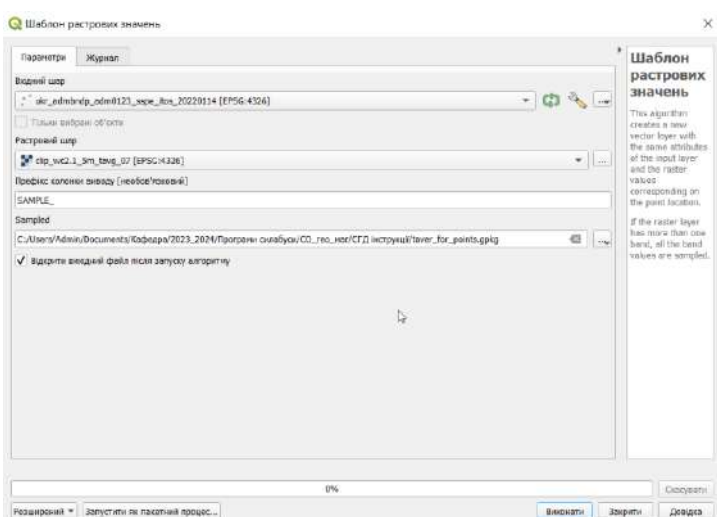 Шаблон растрових значень
Параметри
Журнал
Вхідний шар
ukr_admbndp_adm0123_sspe_itos_20220114 [EPSG:4326]
Тільки вибрані об'єкти
Растровий шар
clip_wc2.1_5m_tavg_07 [EPSG:4326]
Префікс колонки виводу [необов'язковий]
SAMPLE_
Sampled
C:/Users/Admin/Documents/Кафедра/2023_2024/Програми силабуси/СО_гео_маг/СГД інструкції/taver_for_points.gpkg
Відкрити вихідний файл після запуску алгоритму
Шаблон
растрових
значень
This algorithm
creates a new
vector layer with
the same attributes
of the input layer
and the raster
values
corresponding on
the point location.
If the raster layer
has more than one
band, all the band
values are sampled.
0%
Скасувати
Розширений
Запустити як пакетний процес...
Виконати
Закрити
Довідка